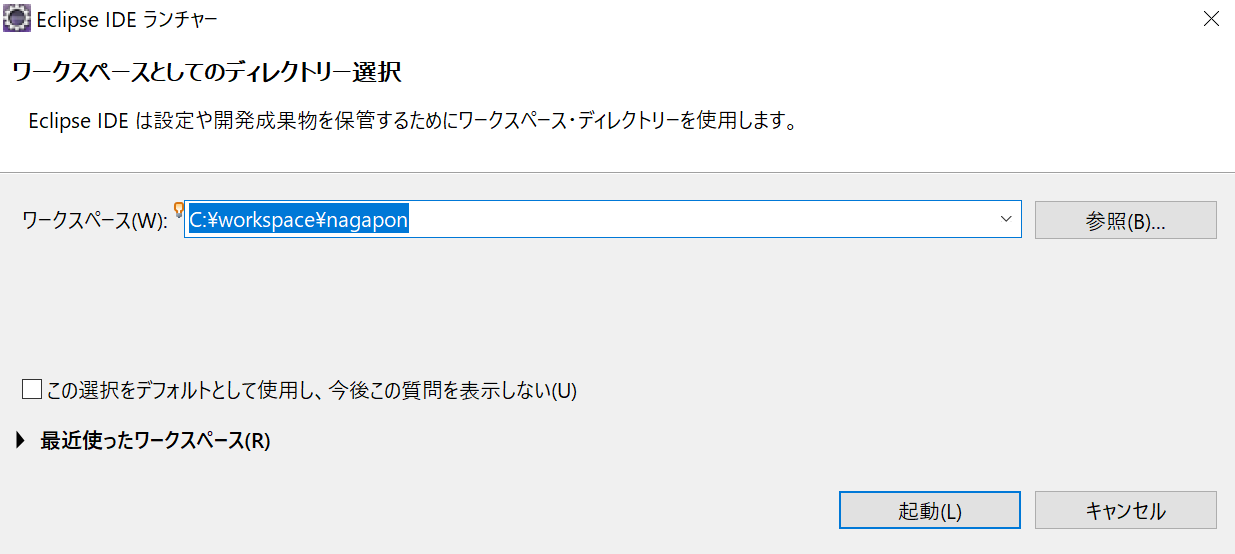 Eclipse IDE ランチャー
ワークスペースとしてのディレクトリー選択
Eclipse IDE は設定や開発成果物を保管するためにワークスペース・ディレクトリーを使用します。
ワークスペース(W): C:¥workspace¥nagapon 参照(B)...
この選択をデフォルトとして使用し、今後この質問を表示しない(U)
最近使ったワークスペース(R)
起動(L) キャンセル